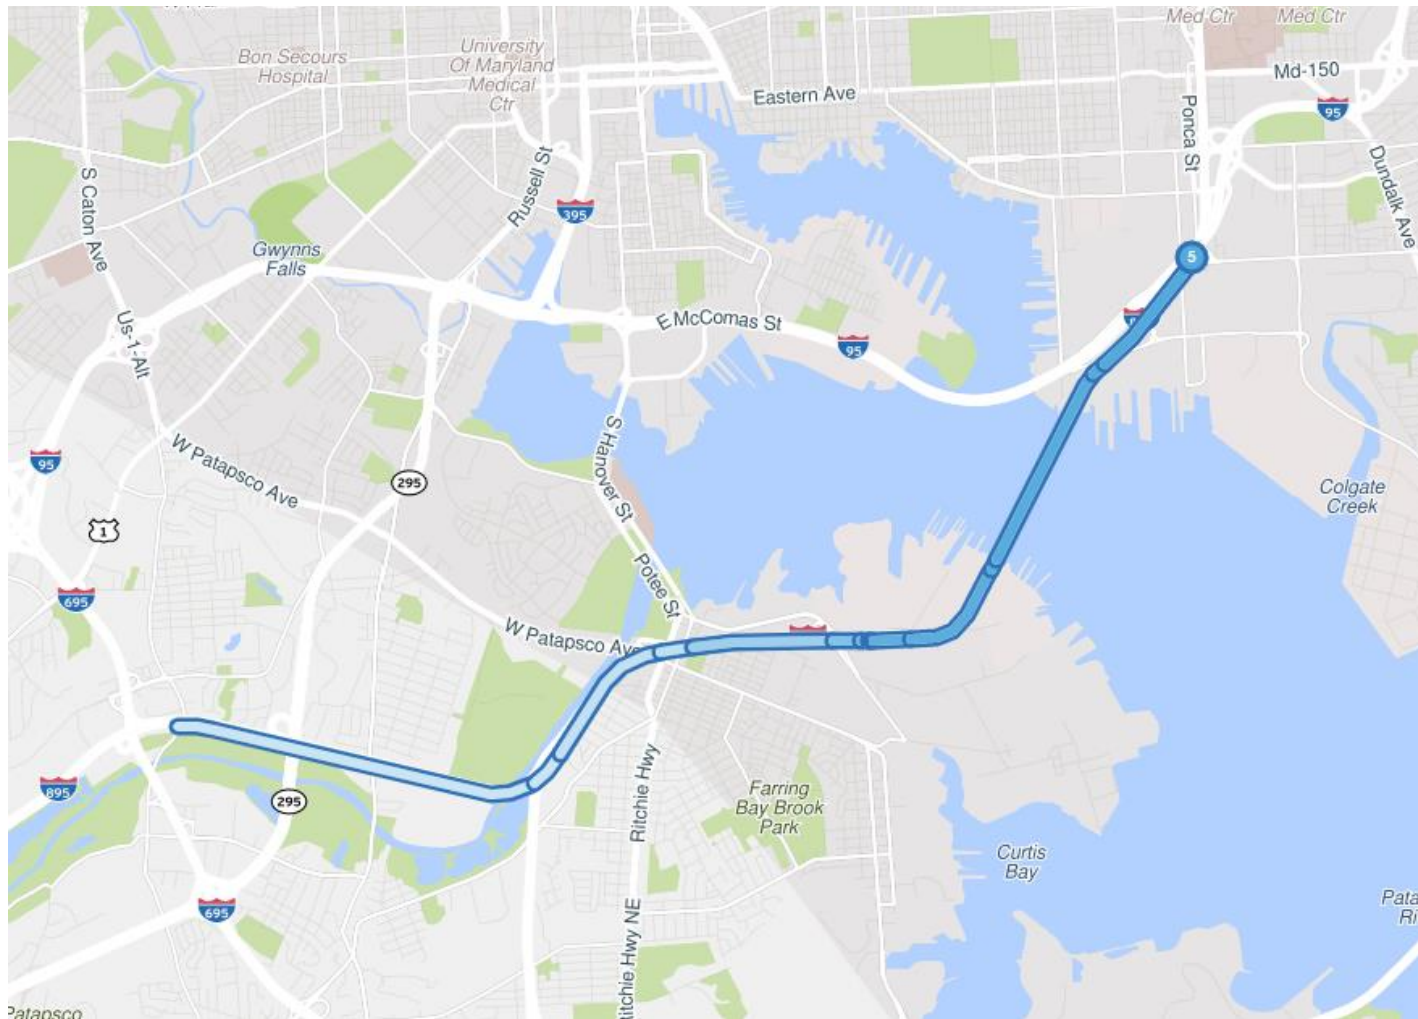 Med Ctr
Med Ctr
Bon Secours
Hospital
University
Of Maryland
Medical
Ctr
Md-150
Eastern Ave
95
Ponca St
Dundalk Ave
S Caton Ave
Russell St
395
Gwynns
Falls
5
Us-1-Alt
E McComas St
95
S Hanover St
W Patapsco Ave
95
295
1
Colgate
Creek
695
Potee St
W Patapsco Ave
895
295
Ritchie Hwy
Farring
Bay Brook
Park
Curtis
Bay
695
Pata
Ri
Ritchie Hwy NE
Patapsco